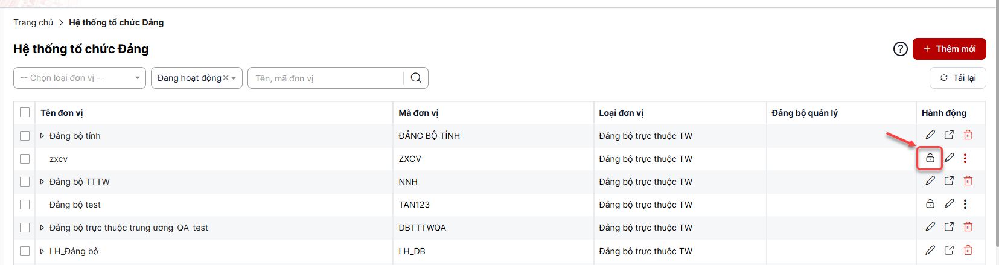 Trang chủ > Hệ thống tổ chức Đảng
Hệ thống tổ chức Đảng
+ Thêm mới
-- Chọn loại đơn vị --
Đang hoạt động
Tên, mã đơn vị
Tải lại
Tên đơn vị Mã đơn vị Loại đơn vị Đảng bộ quản lý Hành động
Đảng bộ tỉnh ĐẢNG BỘ TỈNH Đảng bộ trực thuộc TW
zxcv ZXCV Đảng bộ trực thuộc TW
Đảng bộ TTTW NNH Đảng bộ trực thuộc TW
Đảng bộ test TAN123 Đảng bộ trực thuộc TW
Đảng bộ trực thuộc trung ương_QA_test DBTTTWQA Đảng bộ trực thuộc TW
LH_Đảng bộ LH_DB Đảng bộ trực thuộc TW